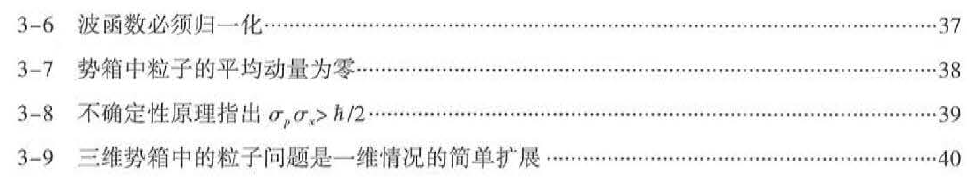 3-6 波函数必须归一化……37
3-7 势箱中粒子的平均动量为零……38
3-8 不确定性原理指出 σₚσₓ> ℏ/2……39
3-9 三维势箱中的粒子问题是一维情况的简单扩展……40